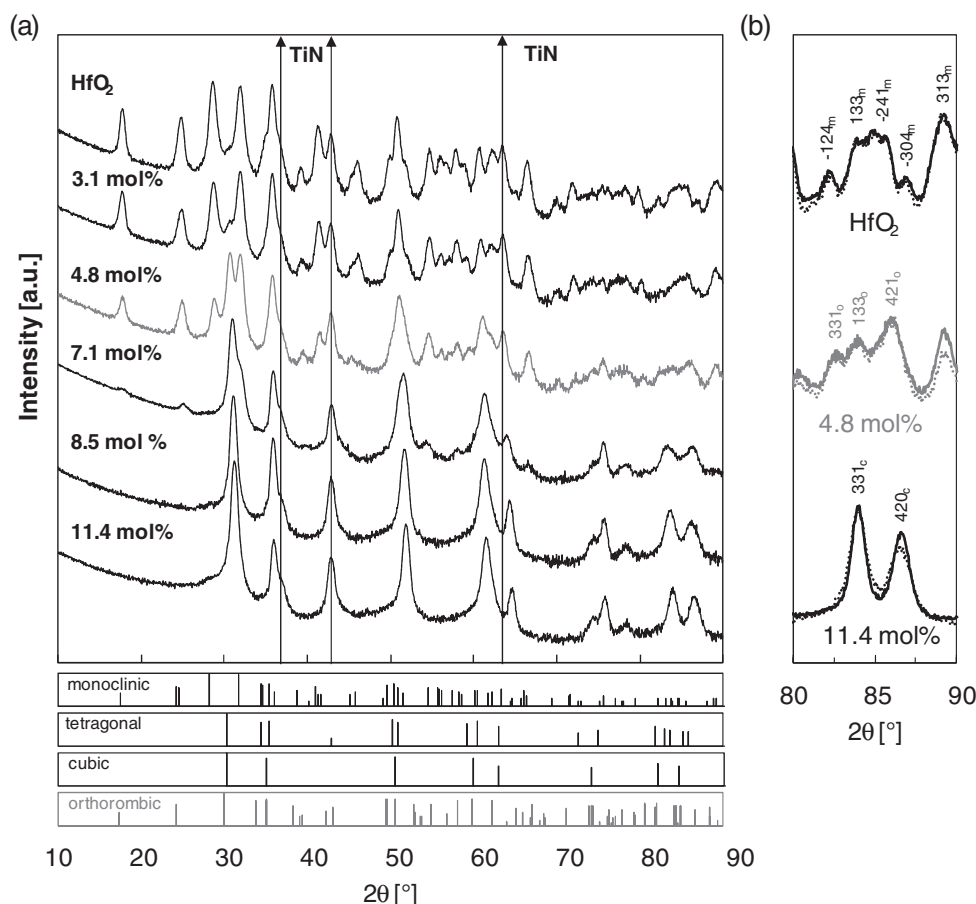 (a)
TiN
TiN
HfO2
3.1 mol%
4.8 mol%
7.1 mol%
8.5 mol %
11.4 mol%
Intensity [a.u.]
monoclinic
tetragonal
cubic
orthorombic
10 20 30 40 50 60 70 80 90
2θ [°]
(b)
-124m
133m
-241m
-304m
313m
HfO2
331o
133o
421o
4.8 mol%
331c
420c
11.4 mol%
80 85 90
2θ [°]